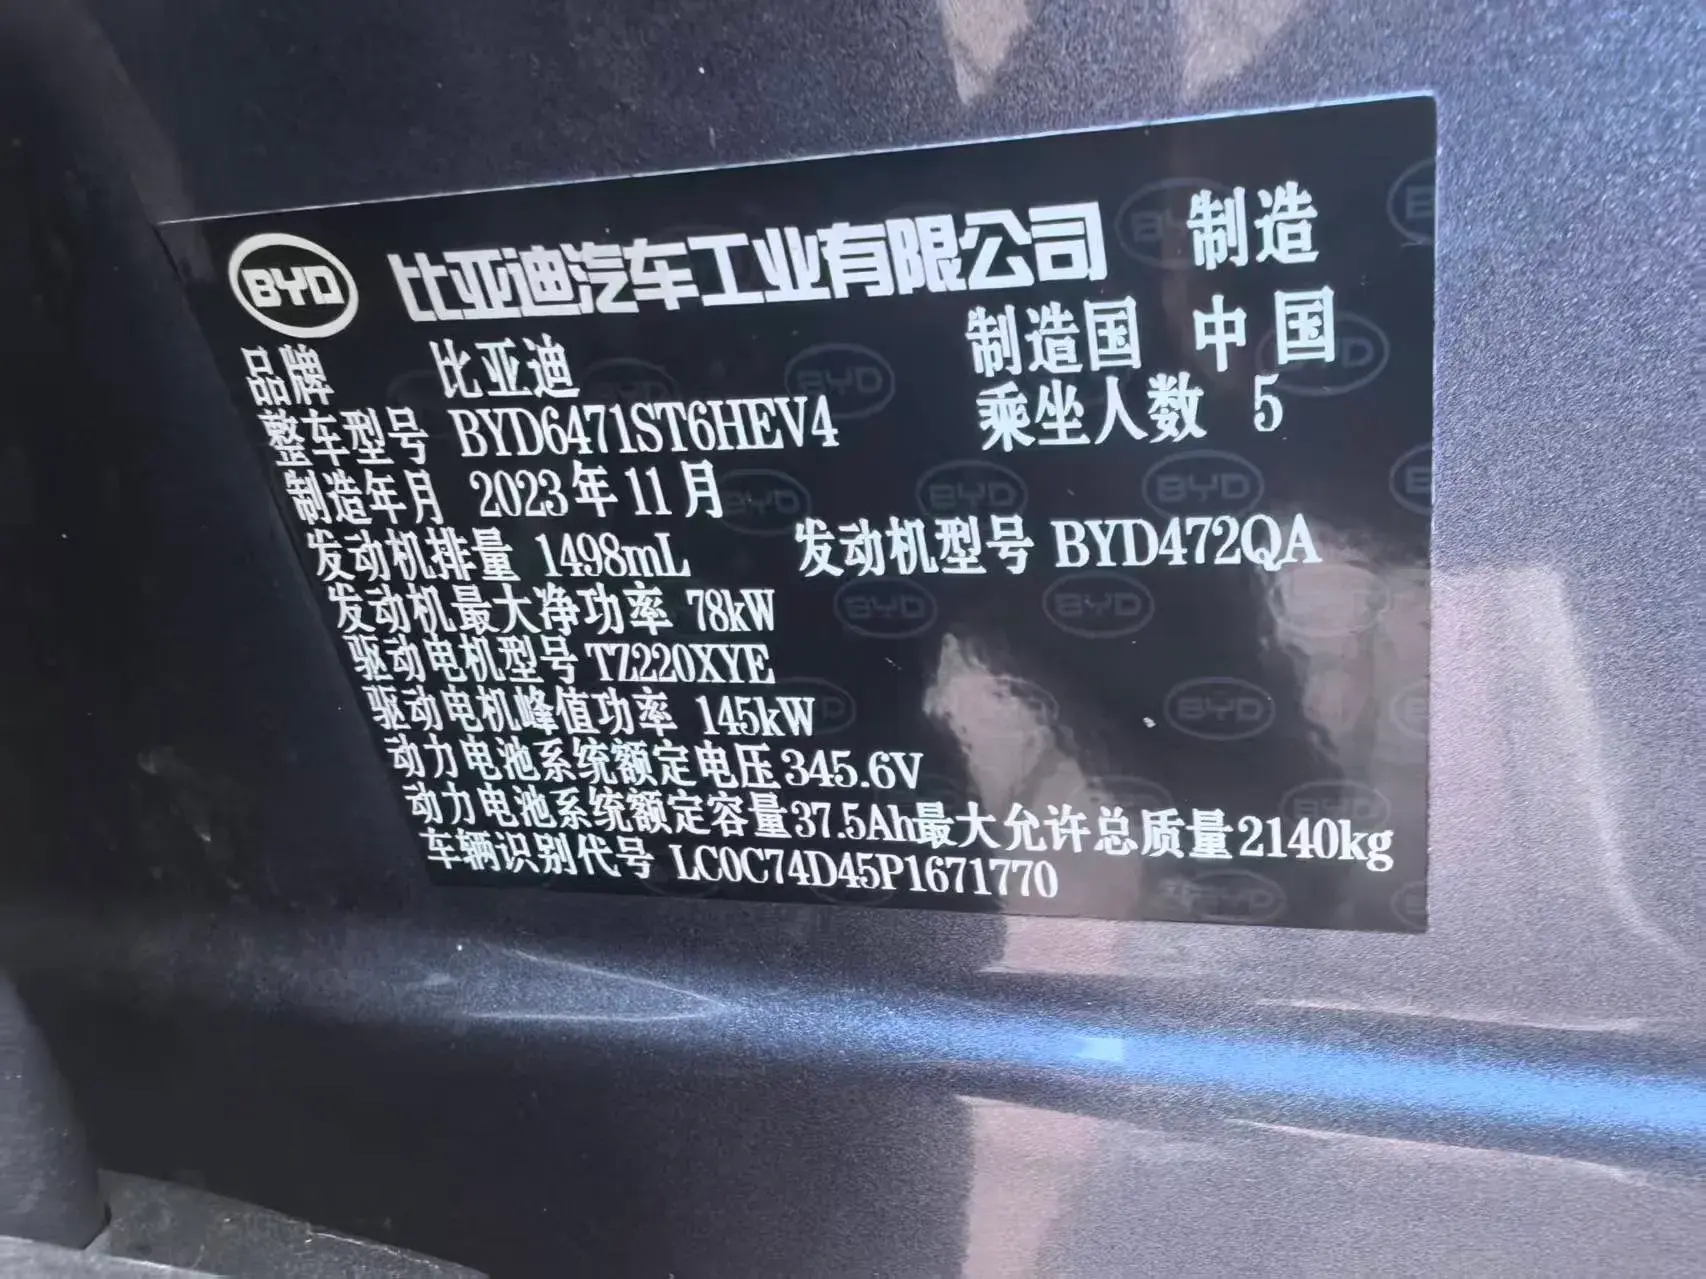 BYD 比亚迪汽车工业有限公司 制造
品牌 比亚迪 制造国 中国
整车型号 BYD6471ST6HEV4 乘坐人数 5
制造年月 2023年11月
发动机排量 1498mL 发动机型号 BYD472QA
发动机最大净功率 78kW
驱动电机型号 TZ220XYE
驱动电机峰值功率 145kW
动力电池系统额定电压 345.6V
动力电池系统额定容量 37.5Ah 最大允许总质量 2140kg
车辆识别代号 LC0C74D45P1671770